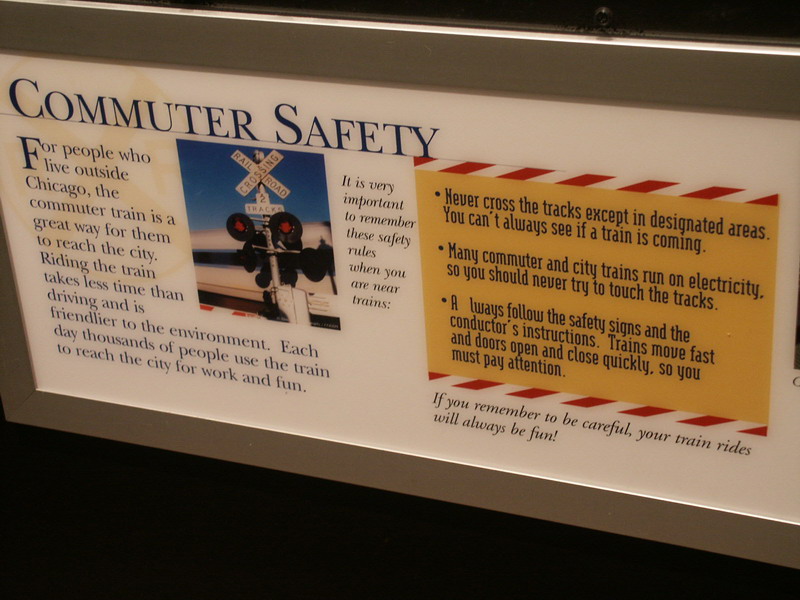 COMMUTER SAFETY
For people who
live outside
Chicago, the
commuter train is a
great way for them
to reach the city.
Riding the train
takes less time than
driving and is
friendlier to the environment. Each
day thousands of people use the train
to reach the city for work and fun.
RAILROAD
CROSSING
2
TRACKS
It is very
important
to remember
these safety
rules
when you
are near
trains:
• Never cross the tracks except in designated areas.
You can't always see if a train is coming.
• Many commuter and city trains run on electricity,
so you should never try to touch the tracks.
• A lways follow the safety signs and the
conductor's instructions. Trains move fast
and doors open and close quickly, so you
must pay attention.
If you remember to be careful, your train rides
will always be fun!